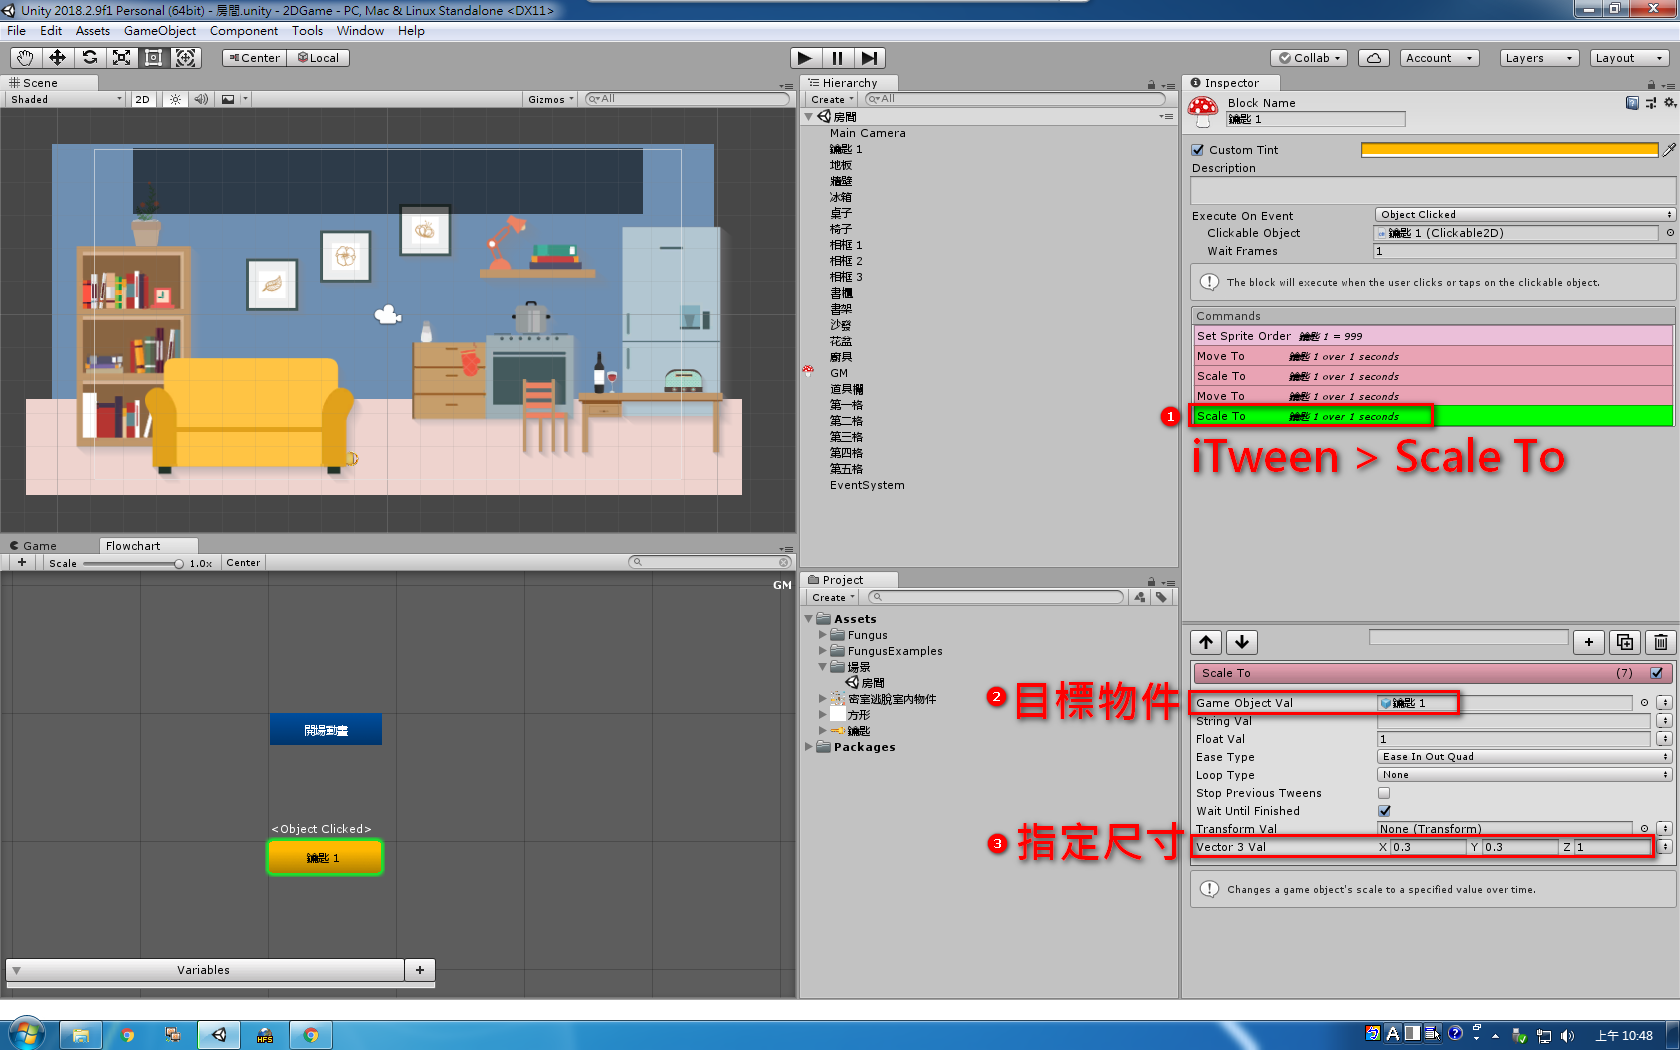 Unity 2018.2.9f1 Personal (64bit) - 房間.unity - 2DGame - PC, Mac & Linux Standalone <DX11>
File Edit Assets GameObject Component Tools Window Help
Center Local
Collab Account Layers Layout
Scene
Shaded 2D Gizmos All
Hierarchy
Create All
房間
Main Camera
鑰匙 1
地板
牆壁
冰箱
桌子
椅子
相框 1
相框 2
相框 3
書櫃
書架
沙發
花盆
廚具
GM
道具欄
第一格
第二格
第三格
第四格
第五格
EventSystem
Game Flowchart
Scale 1.0x Center
GM
開場動畫
<Object Clicked>
鑰匙 1
Variables
Project
Create
Assets
Fungus
FungusExamples
場景
房間
密室逃脫室內物件
方形
鑰匙
Packages
Inspector
Block Name
鑰匙 1
Custom Tint
Description
Execute On Event Object Clicked
Clickable Object 鑰匙 1 (Clickable2D)
Wait Frames 1
The block will execute when the user clicks or taps on the clickable object.
Commands
Set Sprite Order 鑰匙 1 = 999
Move To 鑰匙 1 over 1 seconds
Scale To 鑰匙 1 over 1 seconds
Move To 鑰匙 1 over 1 seconds
1 Scale To 鑰匙 1 over 1 seconds
iTween > Scale To
Scale To (7)
2 目標物件 Game Object Val 鑰匙 1
String Val
Float Val 1
Ease Type Ease In Out Quad
Loop Type None
Stop Previous Tweens
Wait Until Finished
Transform Val None (Transform)
3 指定尺寸 Vector 3 Val X 0.3 Y 0.3 Z 1
Changes a game object's scale to a specified value over time.
HFS
A
上午 10:48